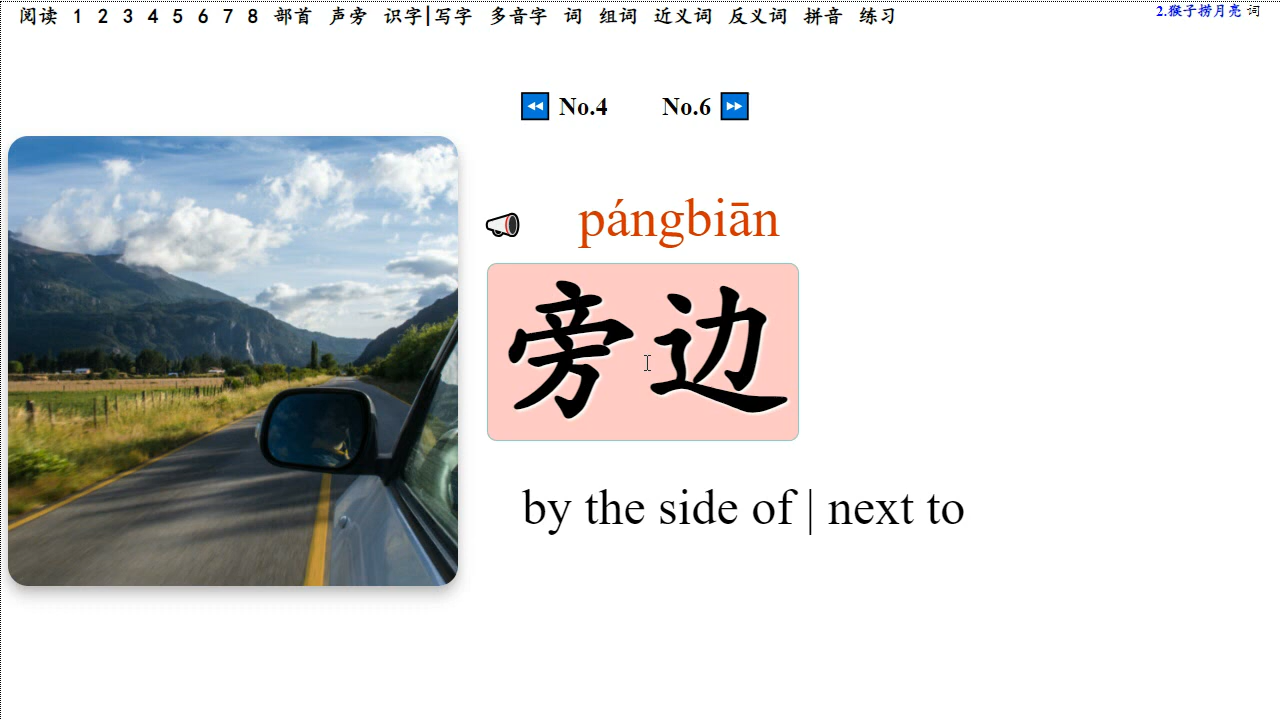 阅读 1 2 3 4 5 6 7 8 部首 声旁 识字|写字 多音字 词 组词 近义词 反义词 拼音 练习
2.猴子捞月亮 词
No.4 No.6
pángbiān
旁边
by the side of | next to